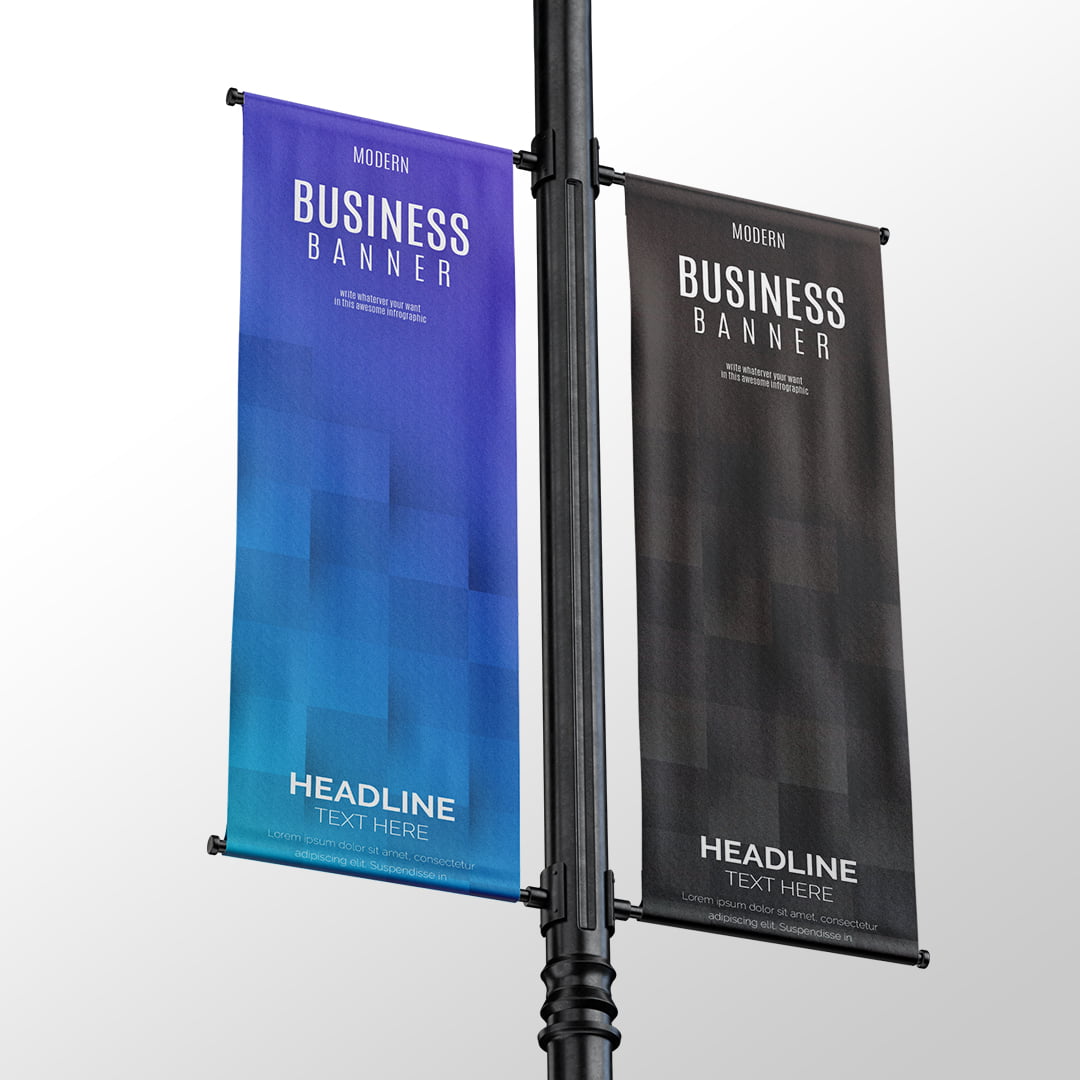 MODERN
BUSINESS
BANNER
write whaterver your want
in this awesome infrographic
HEADLINE
TEXT HERE
Lorem ipsum dolor sit amet, consectetur
adipiscing elit. Suspendisse in
MODERN
BUSINESS
BANNER
write whaterver your want
in this awesome infrographic
HEADLINE
TEXT HERE
Lorem ipsum dolor sit amet, consectetur
adipiscing elit. Suspendisse in